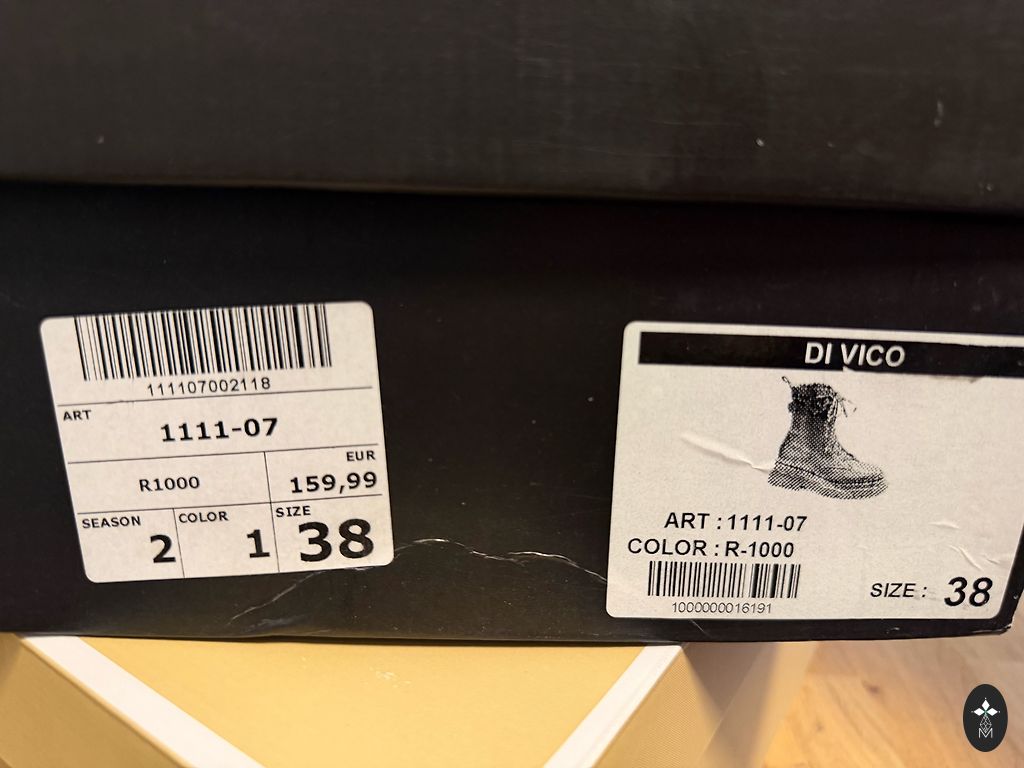 111107002118
ART
1111-07
R1000
EUR
159,99
SEASON
2
COLOR
1
SIZE
38
DI VICO
ART : 1111-07
COLOR : R-1000
1000000016191
SIZE : 38
M